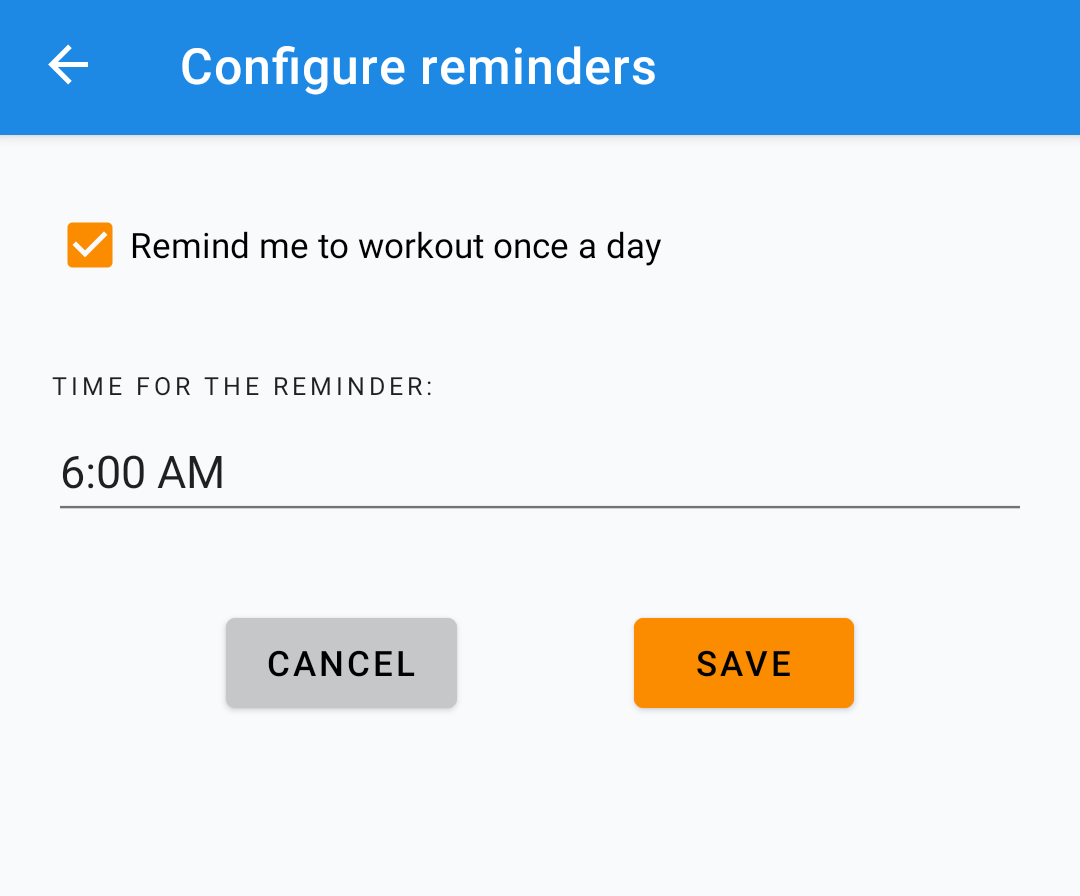 Configure reminders
Remind me to workout once a day
TIME FOR THE REMINDER:
6:00 AM
CANCEL SAVE